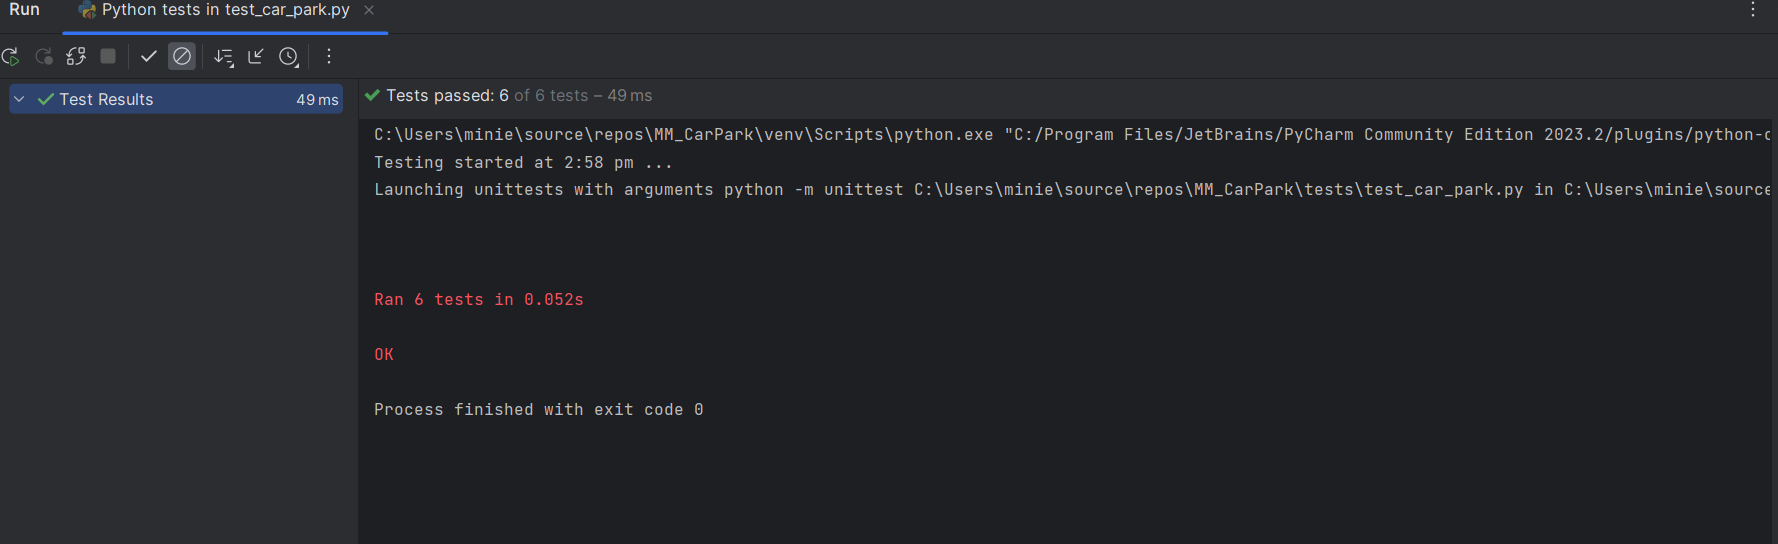 Run
Python tests in test_car_park.py
Test Results 49 ms
Tests passed: 6 of 6 tests – 49 ms
C:\Users\minie\source\repos\MM_CarPark\venv\Scripts\python.exe "C:/Program Files/JetBrains/PyCharm Community Edition 2023.2/plugins/python-c
Testing started at 2:58 pm ...
Launching unittests with arguments python -m unittest C:\Users\minie\source\repos\MM_CarPark\tests\test_car_park.py in C:\Users\minie\source
Ran 6 tests in 0.052s
OK
Process finished with exit code 0